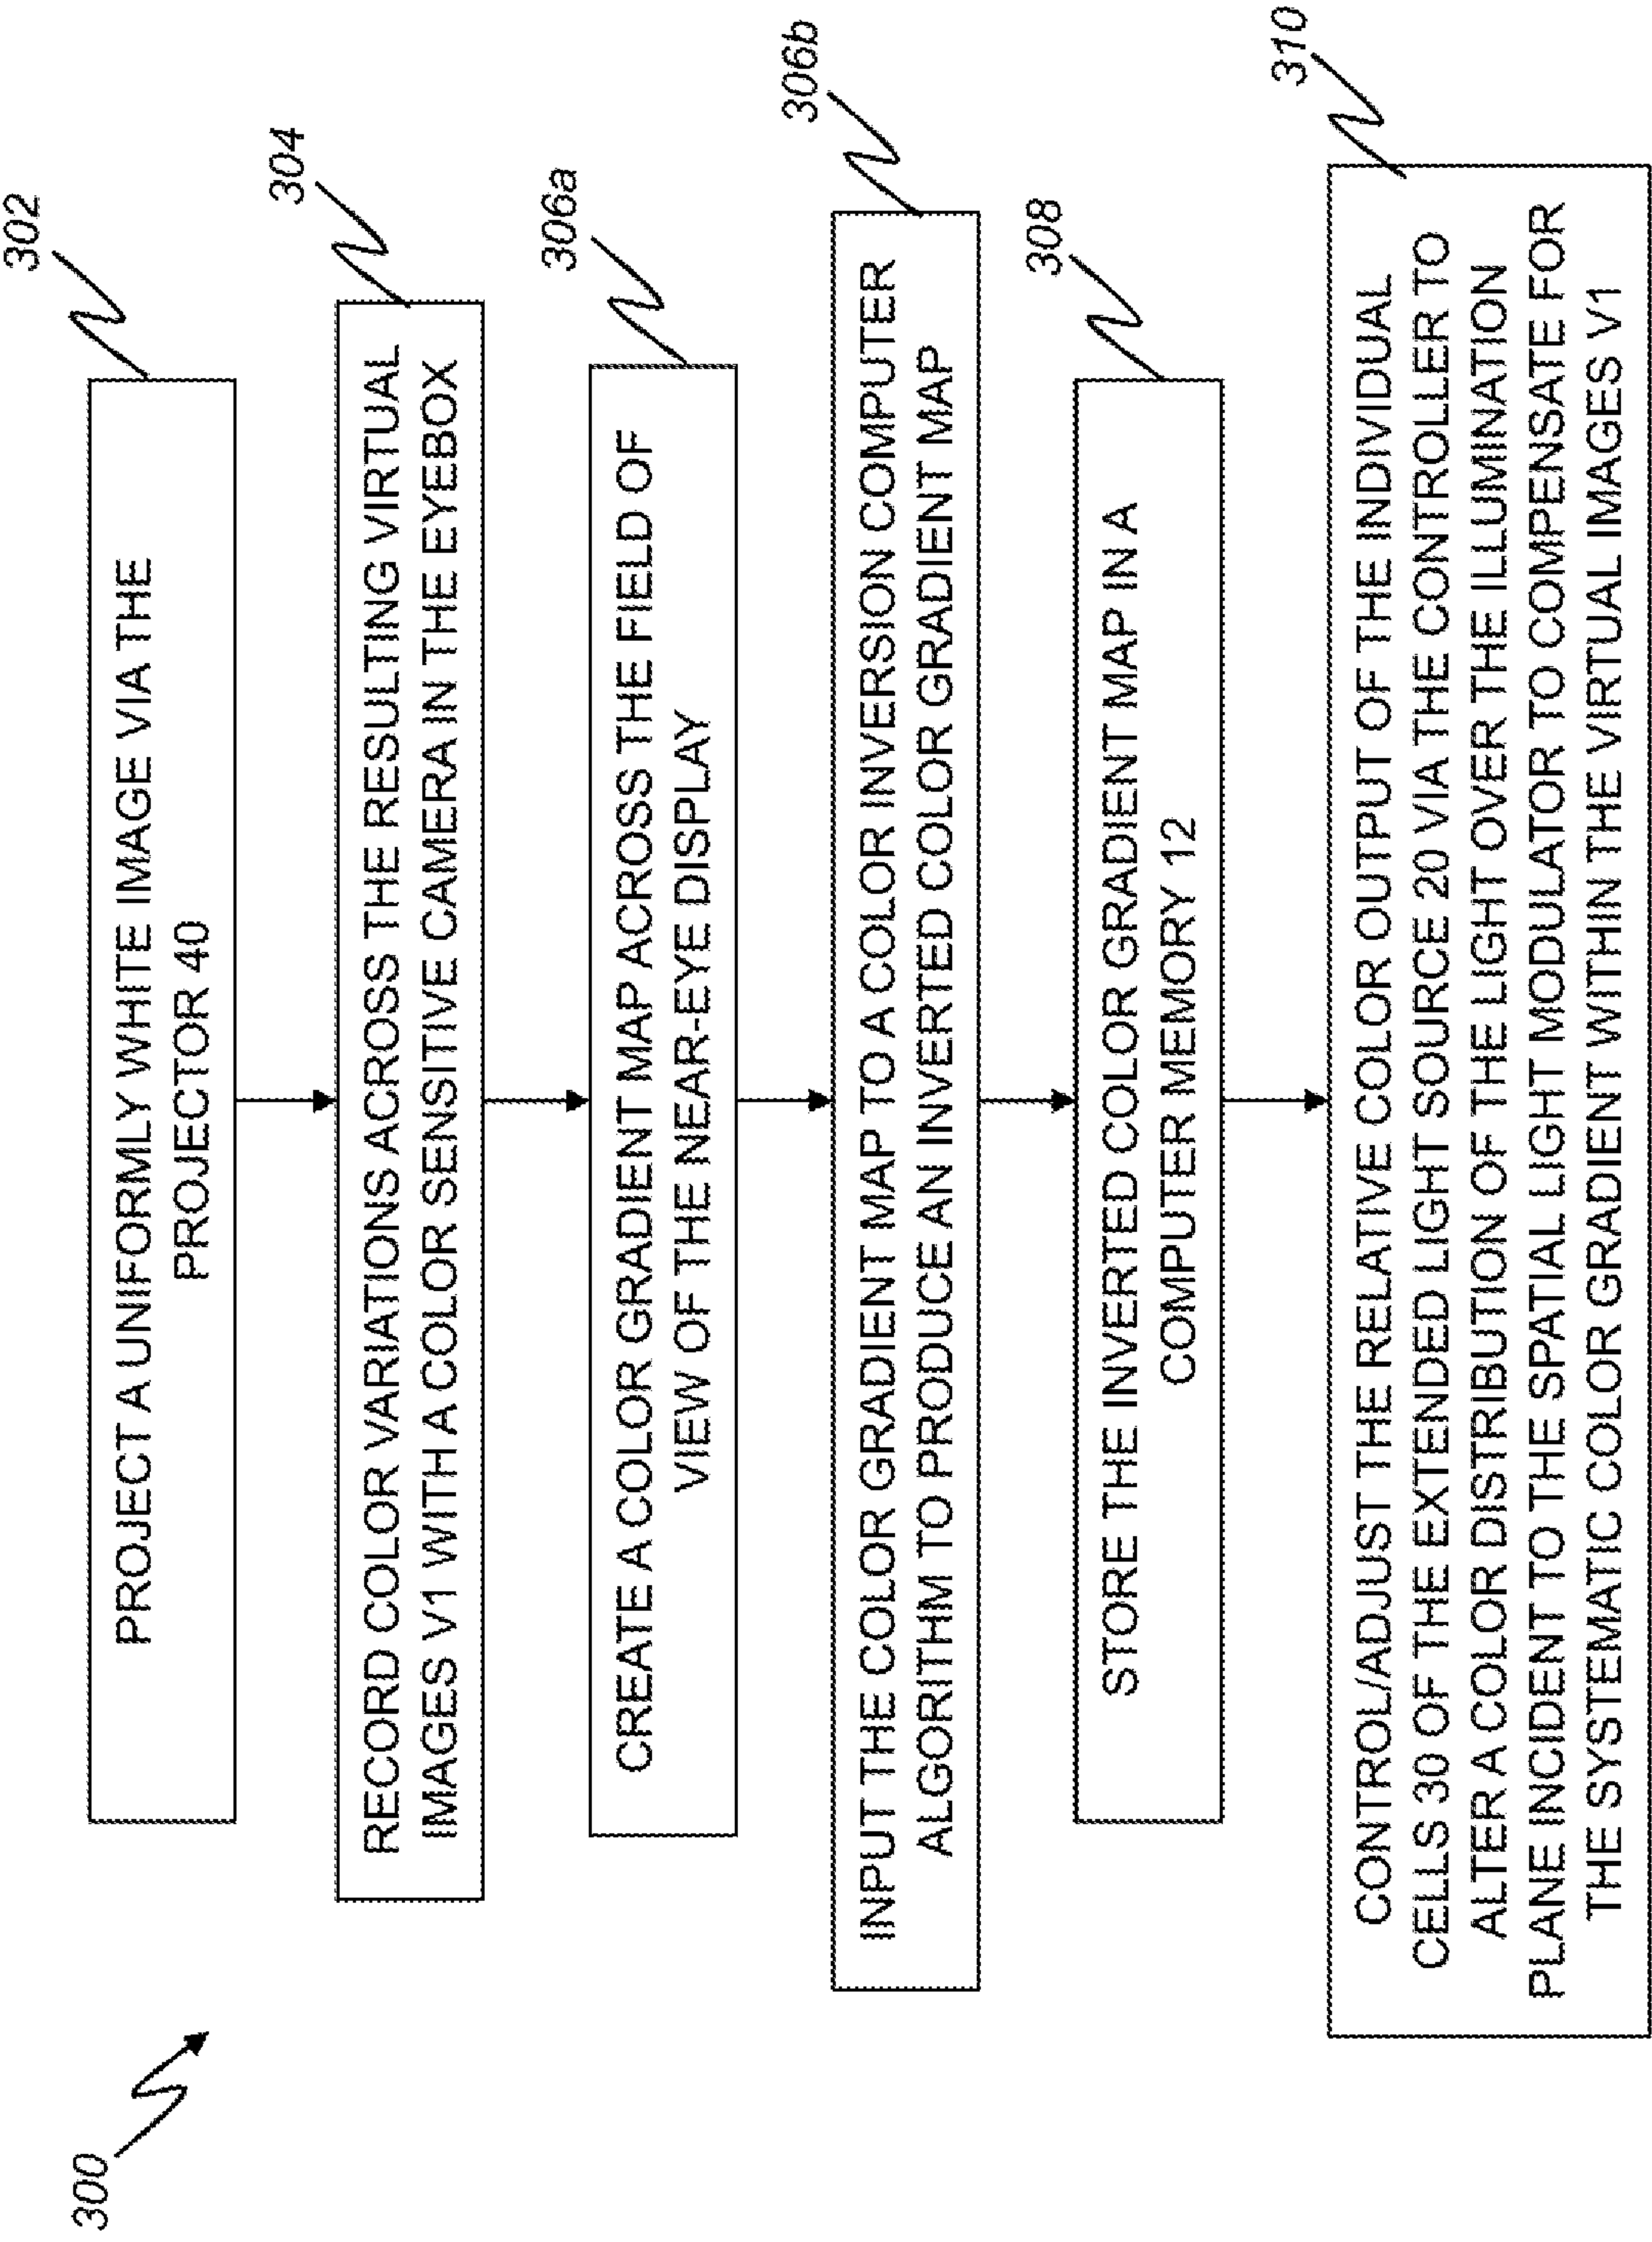 300
302
PROJECT A UNIFORMLY WHITE IMAGE VIA THE
PROJECTOR 40
304
RECORD COLOR VARIATIONS ACROSS THE RESULTING VIRTUAL
IMAGES V1 WITH A COLOR SENSITIVE CAMERA IN THE EYEBOX
306a
CREATE A COLOR GRADIENT MAP ACROSS THE FIELD OF
VIEW OF THE NEAR-EYE DISPLAY
306b
INPUT THE COLOR GRADIENT MAP TO A COLOR INVERSION COMPUTER
ALGORITHM TO PRODUCE AN INVERTED COLOR GRADIENT MAP
308
STORE THE INVERTED COLOR GRADIENT MAP IN A
COMPUTER MEMORY 12
310
CONTROL/ADJUST THE RELATIVE COLOR OUTPUT OF THE INDIVIDUAL
CELLS 30 OF THE EXTENDED LIGHT SOURCE 20 VIA THE CONTROLLER TO
ALTER A COLOR DISTRIBUTION OF THE LIGHT OVER THE ILLUMINATION
PLANE INCIDENT TO THE SPATIAL LIGHT MODULATOR TO COMPENSATE FOR
THE SYSTEMATIC COLOR GRADIENT WITHIN THE VIRTUAL IMAGES V1